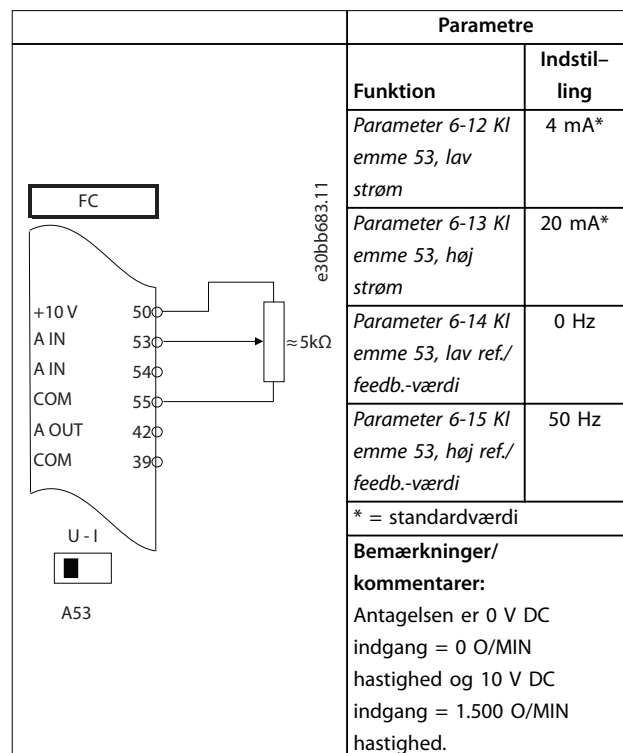 FC
e30bb683.11
+10 V 50
A IN 53
A IN 54
COM 55
A OUT 42
COM 39
≈5kΩ
U - I
A53
Parametre
Funktion
Indstil–
ling
Parameter 6-12 Kl
emme 53, lav
strøm
4 mA*
Parameter 6-13 Kl
emme 53, høj
strøm
20 mA*
Parameter 6-14 Kl
emme 53, lav ref./
feedb.-værdi
0 Hz
Parameter 6-15 Kl
emme 53, høj ref./
feedb.-værdi
50 Hz
* = standardværdi
Bemærkninger/
kommentarer:
Antagelsen er 0 V DC
indgang = 0 O/MIN
hastighed og 10 V DC
indgang = 1.500 O/MIN
hastighed.